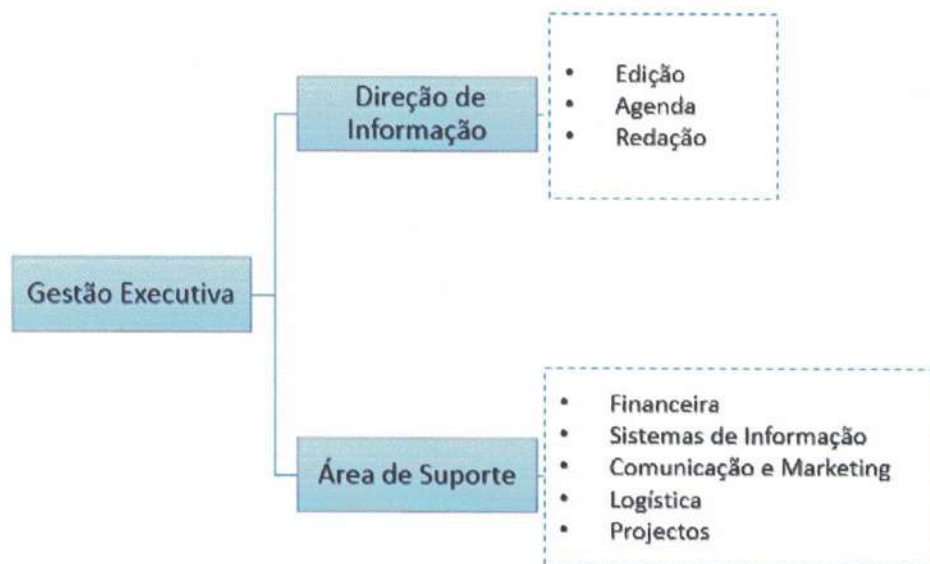 Direção de
Informação
• Edição
• Agenda
• Redação
Gestão Executiva
Área de Suporte
• Financeira
• Sistemas de Informação
• Comunicação e Marketing
• Logística
• Projectos